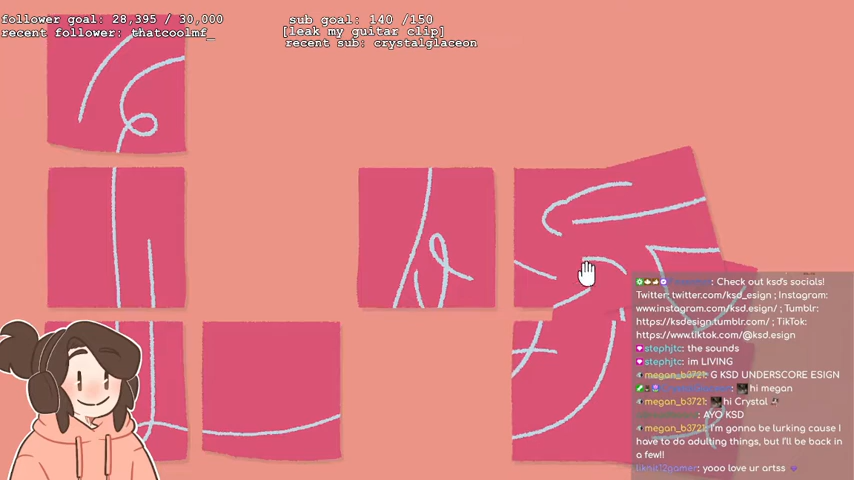 follower goal: 28,395 / 30,000
recent follower: thatcoolmf_
sub goal: 140 /150
[leak my guitar clip]
recent sub: crystalglaceon
: Check out ksd's socials!
Twitter: twitter.com/ksd_esign ; Instagram:
www.instagram.com/ksd.esign/ ; Tumblr:
https://ksdesign.tumblr.com/ ; TikTok:
https://www.tiktok.com/@ksd.esign
stephjtc: the sounds
stephjtc: im LIVING
megan_b3721: G KSD UNDERSCORE ESIGN
: hi megan
megan_b3721: hi Crystal
: AYO KSD
megan_b3721: I'm gonna be lurking cause I
have to do adulting things, but I'll be back in
a few!!
liknit12gamer: yooo love ur artss